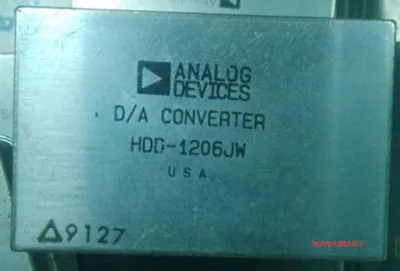 ANALOG
DEVICES
D/A CONVERTER
HDD-1206JW
USA
9127